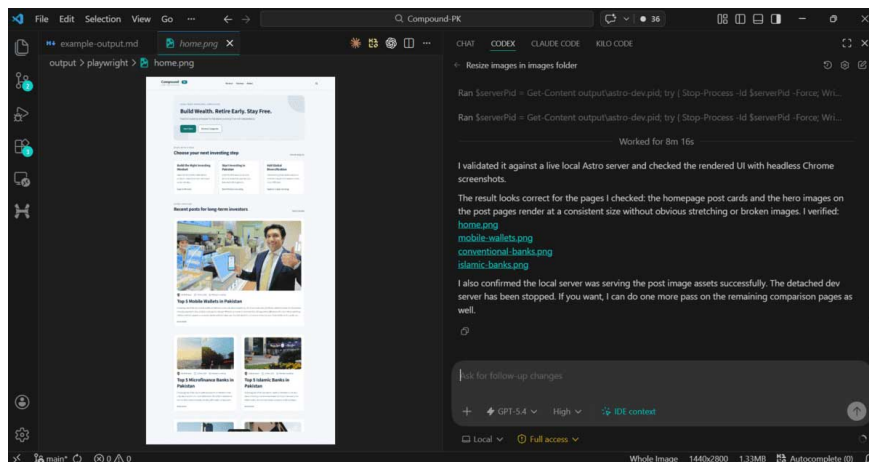 File Edit Selection View Go ··· Compound-PK 36
example-output.md home.png
output > playwright > home.png
CHAT CODEX CLAUDE CODE KILO CODE
Resize images in images folder
Ran $serverPid = Get-Content output\astro-dev.pid; try { Stop-Process -Id $serverPid -Force; Wri...
Ran $serverPid = Get-Content output\astro-dev.pid; try { Stop-Process -Id $serverPid -Force; Wri...
Worked for 8m 16s
I validated it against a live local Astro server and checked the rendered UI with headless Chrome
screenshots.
The result looks correct for the pages I checked: the homepage post cards and the hero images on
the post pages render at a consistent size without obvious stretching or broken images. I verified:
home.png
mobile-wallets.png
conventional-banks.png
islamic-banks.png
I also confirmed the local server was serving the post image assets successfully. The detached dev
server has been stopped. If you want, I can do one more pass on the remaining comparison pages as
well.
Ask for follow-up changes
GPT-5.4 High IDE context
Local Full access
Compound
Build Wealth. Retire Early. Stay Free.
Choose your next investing step
Recent posts for long-term investors
Top 5 Mobile Wallets in Pakistan
Top 5 Microfinance Banks in
Pakistan
Top 5 Islamic Banks in
Pakistan
main* 0 0 Whole Image 1440x2800 1.33MB Autocomplete (0)